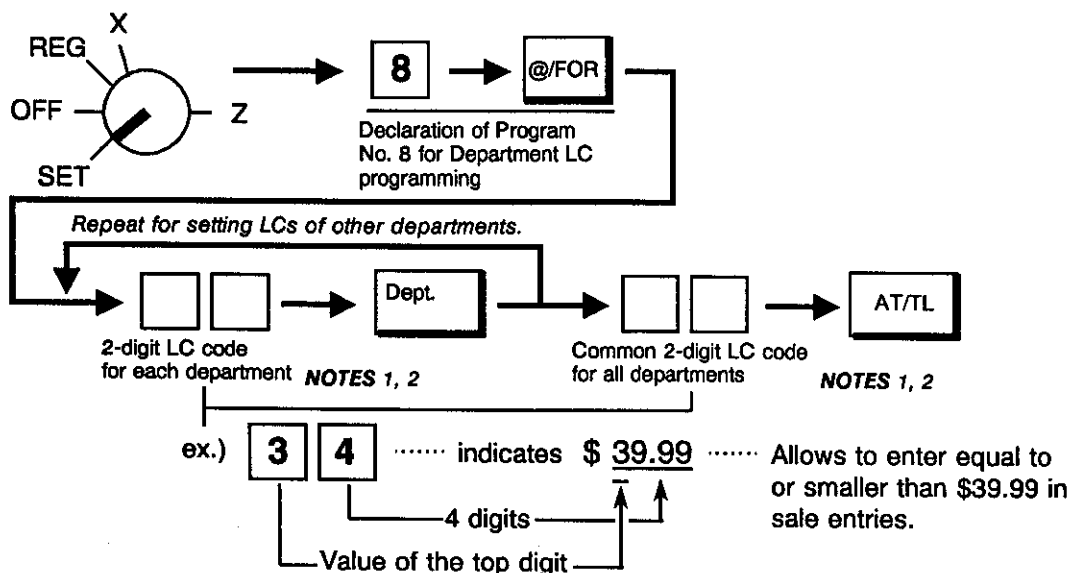 X
REG
OFF
Z
SET
8
@/FOR
Declaration of Program
No. 8 for Department LC
programming
Repeat for setting LCs of other departments.
Dept.
AT/TL
2-digit LC code
for each department NOTES 1, 2
Common 2-digit LC code
for all departments NOTES 1, 2
ex.) 3 4 ······· indicates $ 39.99 ······· Allows to enter equal to
or smaller than $39.99 in
sale entries.
4 digits
Value of the top digit